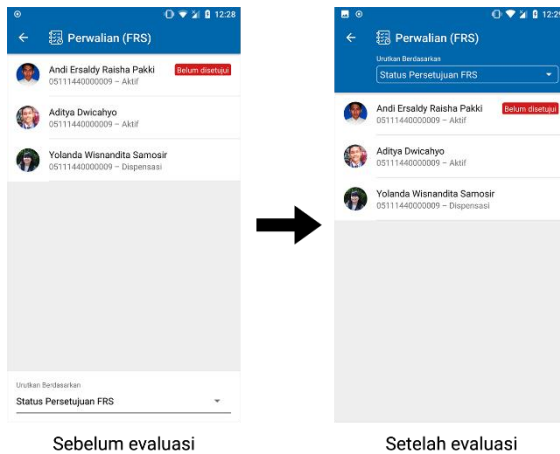 12:28
Perwalian (FRS)
Andi Ersaldy Raisha Pakki
Belum disetujui
05111440000009 – Aktif
Aditya Dwicahyo
05111440000009 – Aktif
Yolanda Wisnandita Samosir
05111440000009 – Dispensasi
Urutkan Berdasarkan
Status Persetujuan FRS
Sebelum evaluasi
12:29
Perwalian (FRS)
Urutkan Berdasarkan
Status Persetujuan FRS
Andi Ersaldy Raisha Pakki
Belum disetujui
05111440000009 – Aktif
Aditya Dwicahyo
05111440000009 – Aktif
Yolanda Wisnandita Samosir
05111440000009 – Dispensasi
Setelah evaluasi